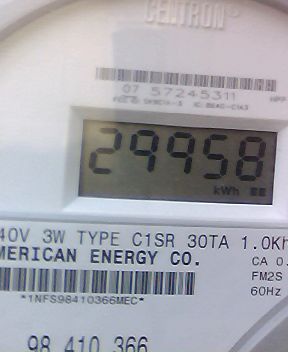 CENTRON®
07 57245311
29958
kWh
40V 3W TYPE C1SR 30TA 1.0Kh
MERICAN ENERGY CO.
CA 0.
FM2S
*1NFS98410366MEC*
60Hz
98 410 366